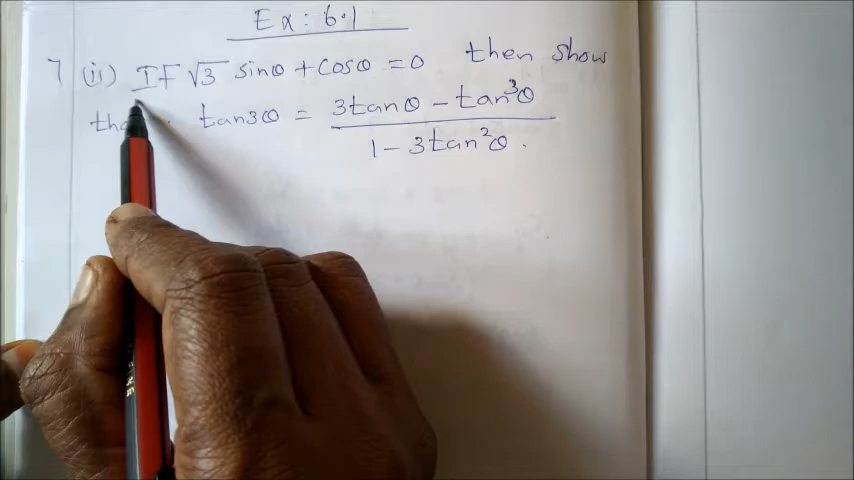 Ex: 6.1
7 (ii) IF √3 sinθ + cosθ = 0 then show
tan3θ = 3tanθ - tan³θ
1 - 3tan²θ.